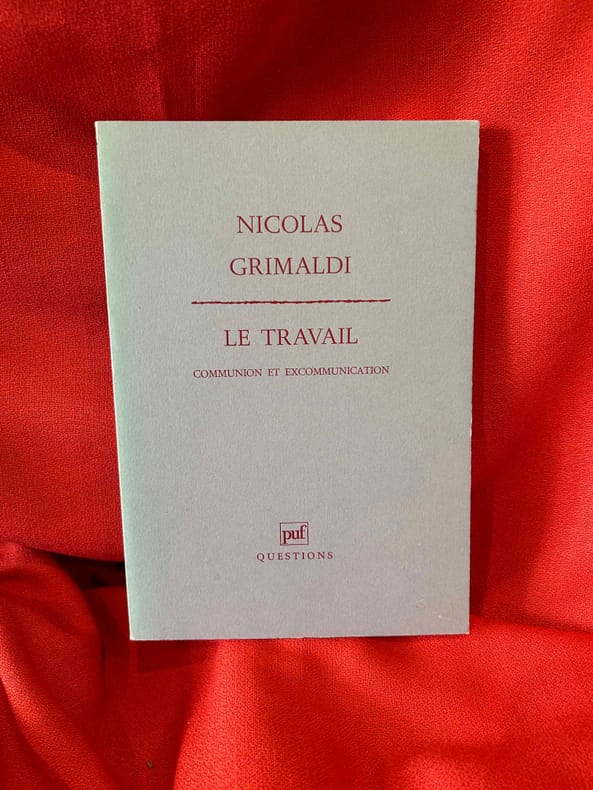 NICOLAS
GRIMALDI
LE TRAVAIL
COMMUNION ET EXCOMMUNICATION
puf
QUESTIONS